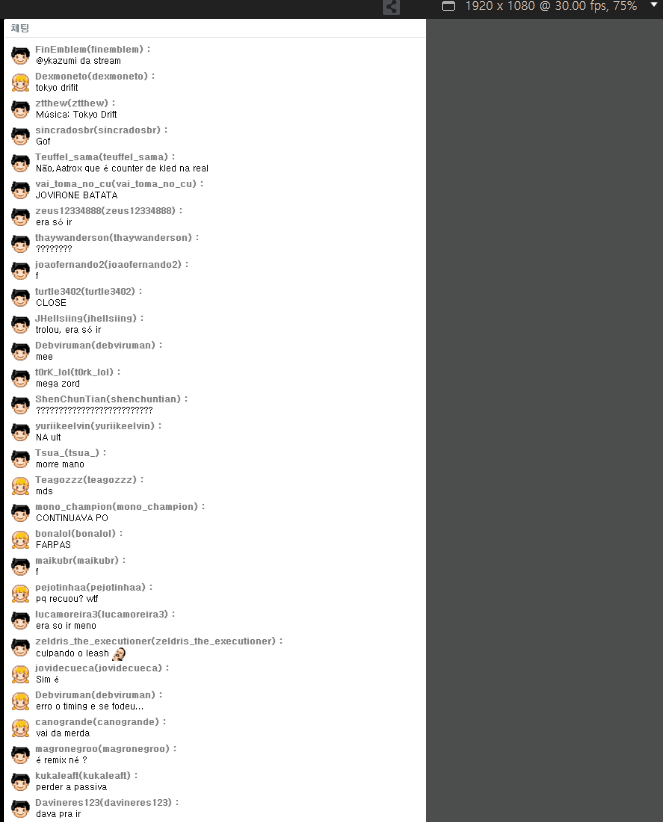 1920 x 1080 @ 30.00 fps, 75%
채팅
FinEmblem(finemblem) :
@ykazumi da stream
Dexmoneto(dexmoneto) :
tokyo drifit
ztthew(ztthew) :
Música: Tokyo Drift
sincradosbr(sincradosbr) :
Gof
Teuffel_sama(teuffel_sama) :
Não,Aatrox que é counter de kled na real
vai_toma_no_cu(vai_toma_no_cu) :
JOVIRONE BATATA
zeus12334888(zeus12334888) :
era só ir
thaywanderson(thaywanderson) :
????????
joaofernando2(joaofernando2) :
f
turtle3402(turtle3402) :
CLOSE
JHellsiing(jhellsiing) :
trolou, era só ir
Debviruman(debviruman) :
mee
t0rK_lol(t0rk_lol) :
mega zord
ShenChunTian(shenchuntian) :
??????????????????????????
yuriikeelvin(yuriikeelvin) :
NA ult
Tsua_(tsua_) :
morre mano
Teagozzz(teagozzz) :
mds
mono_champion(mono_champion) :
CONTINUAVA PO
bonalol(bonalol) :
FARPAS
maikubr(maikubr) :
f
pejotinhaa(pejotinhaa) :
pq recuou? wtf
lucamoreira3(lucamoreira3) :
era so ir meno
zeldris_the_executioner(zeldris_the_executioner) :
culpando o leash
jovidecueca(jovidecueca) :
Sim é
Debviruman(debviruman) :
erro o timing e se fodeu...
canogrande(canogrande) :
vai da merda
magronegroo(magronegroo) :
é remix né ?
kukaleaft(kukaleaft) :
perder a passiva
Davineres123(davineres123) :
dava pra ir